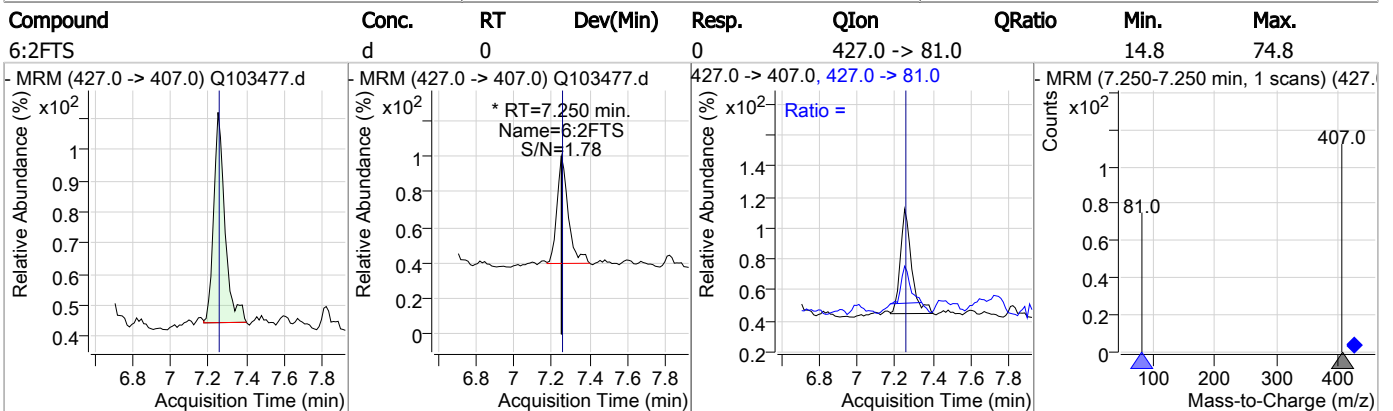 Compound Conc. RT Dev(Min) Resp. QIon QRatio Min. Max.
6:2FTS d 0 0 427.0 -> 81.0 14.8 74.8
- MRM (427.0 -> 407.0) Q103477.d
Relative Abundance (%)
x10²
1
0.9
0.8
0.7
0.6
0.5
0.4
6.8 7 7.2 7.4 7.6 7.8
Acquisition Time (min)
- MRM (427.0 -> 407.0) Q103477.d
Relative Abundance (%)
x10²
* RT=7.250 min.
Name=6:2FTS
S/N=1.78
1
0.8
0.6
0.4
0.2
0
6.8 7 7.2 7.4 7.6 7.8
Acquisition Time (min)
427.0 -> 407.0, 427.0 -> 81.0
Relative Abundance (%)
x10²
Ratio =
1.4
1.2
1
0.8
0.6
0.4
0.2
6.8 7 7.2 7.4 7.6 7.8
Acquisition Time (min)
- MRM (7.250-7.250 min, 1 scans) (427.
Counts
x10²
407.0
81.0
1
0.8
0.6
0.4
0.2
0
100 200 300 400
Mass-to-Charge (m/z)